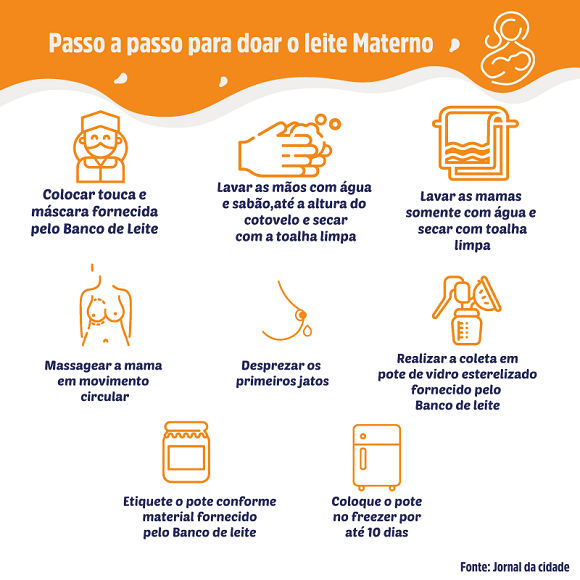 Passo a passo para doar o leite Materno
Colocar touca e
máscara fornecida
pelo Banco de Leite
Lavar as mãos com água
e sabão,até a altura do
cotovelo e secar
com a toalha limpa
Lavar as mamas
somente com água e
secar com toalha
limpa
Massagear a mama
em movimento
circular
Desprezar os
primeiros jatos
Realizar a coleta em
pote de vidro esterelizado
fornecido pelo
Banco de leite
Etiquete o pote conforme
material fornecido
pelo Banco de leite
Coloque o pote
no freezer por
até 10 dias
Fonte: Jornal da cidade